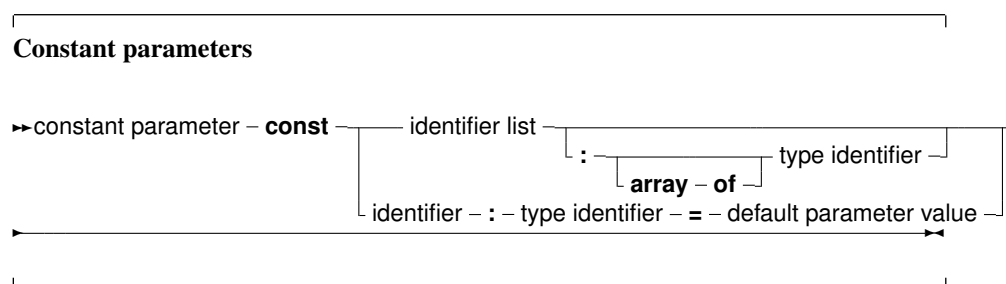 Constant parameters
constant parameter const identifier list
: type identifier
array of
identifier : type identifier = default parameter value